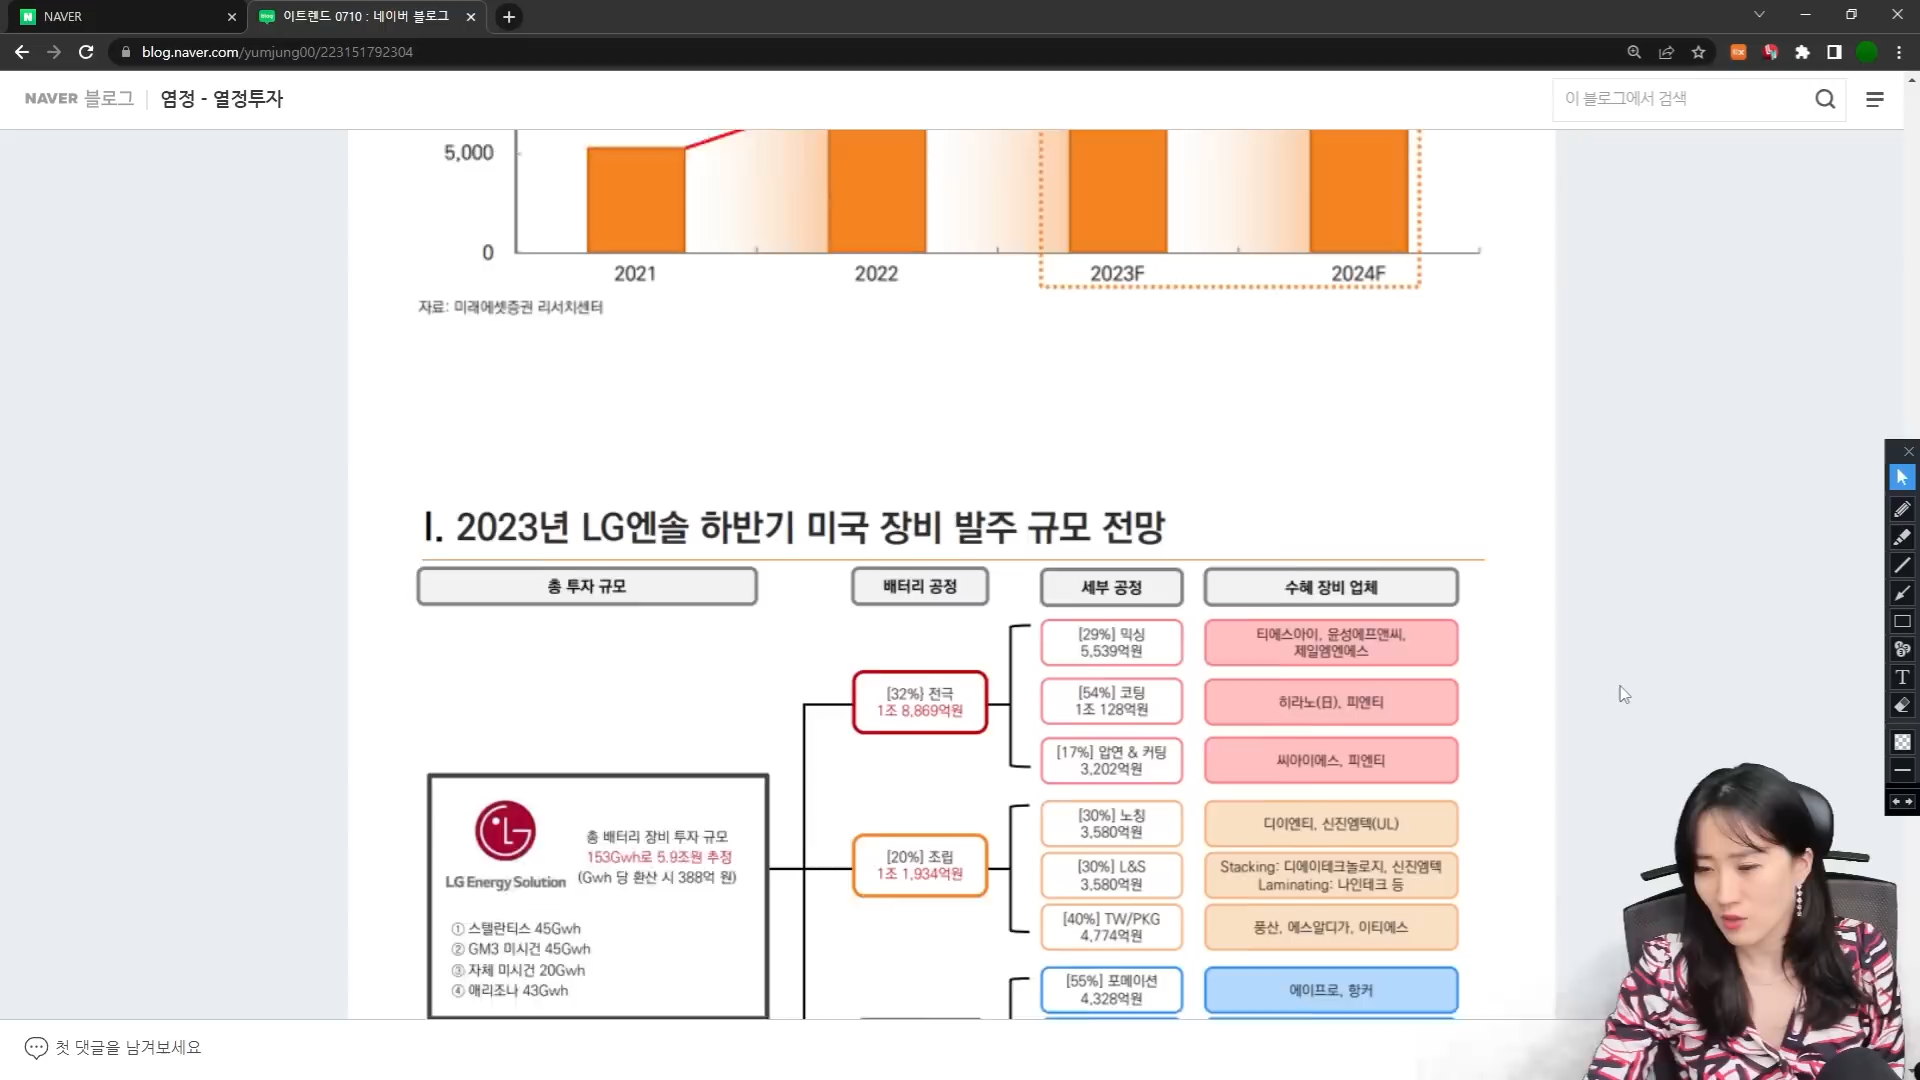 NAVER
이트렌드 0710 : 네이버 블로그
blog.naver.com/yumjung00/223151792304
NAVER 블로그
염정 - 열정투자
이 블로그에서 검색
5,000
0
2021
2022
2023F
2024F
자료: 미래에셋증권 리서치센터
I. 2023년 LG엔솔 하반기 미국 장비 발주 규모 전망
총 투자 규모
배터리 공정
세부 공정
수혜 장비 업체
LG Energy Solution
총 배터리 장비 투자 규모
153Gwh로 5.9조원 추정
(Gwh 당 환산 시 388억 원)
① 스텔란티스 45Gwh
② GM3 미시건 45Gwh
③ 자체 미시건 20Gwh
④ 애리조나 43Gwh
[32%} 전극
1조 8,869억원
[29%] 믹싱
5,539억원
티에스아이, 윤성에프앤씨,
제일엠엔에스
[54%] 코팅
1조 128억원
히라노(日), 피엔티
[17%] 압연 & 커팅
3,202억원
씨아이에스, 피엔티
[20%] 조립
1조 1,934억원
[30%] 노칭
3,580억원
디이엔티, 신진엠텍(UL)
[30%] L&S
3,580억원
Stacking: 디에이테크놀로지, 신진엠텍
Laminating: 나인테크 등
[40%] TW/PKG
4,774억원
풍산, 에스알디가, 이티에스
[55%] 포메이션
4,328억원
에이프로, 항커
첫 댓글을 남겨보세요